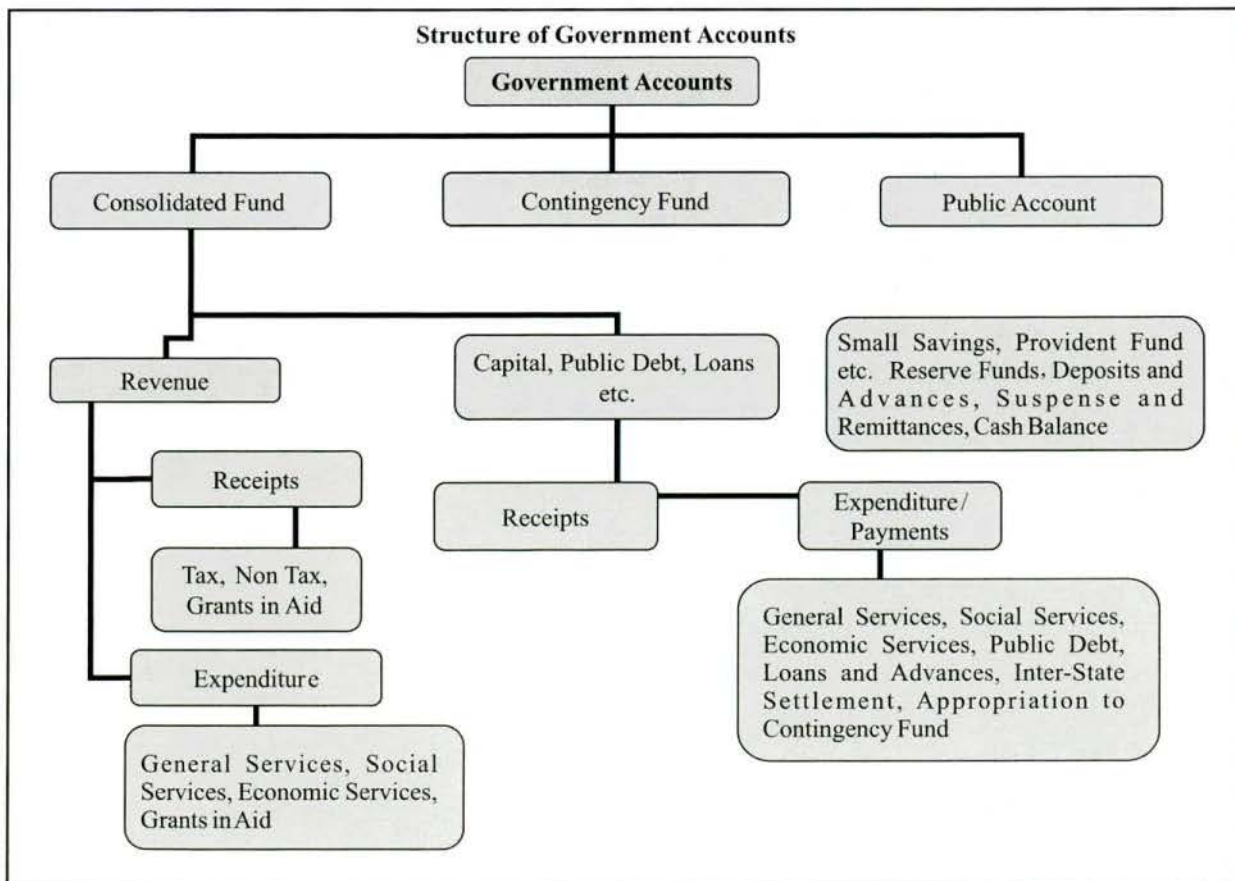 Structure of Government Accounts
Government Accounts
Consolidated Fund
Contingency Fund
Public Account
Revenue
Capital, Public Debt, Loans
etc.
Small Savings, Provident Fund
etc. Reserve Funds, Deposits and
Advances, Suspense and
Remittances, Cash Balance
Receipts
Tax, Non Tax,
Grants in Aid
Expenditure
General Services, Social
Services, Economic Services,
Grants in Aid
Receipts
Expenditure/
Payments
General Services, Social Services,
Economic Services, Public Debt,
Loans and Advances, Inter-State
Settlement, Appropriation to
Contingency Fund